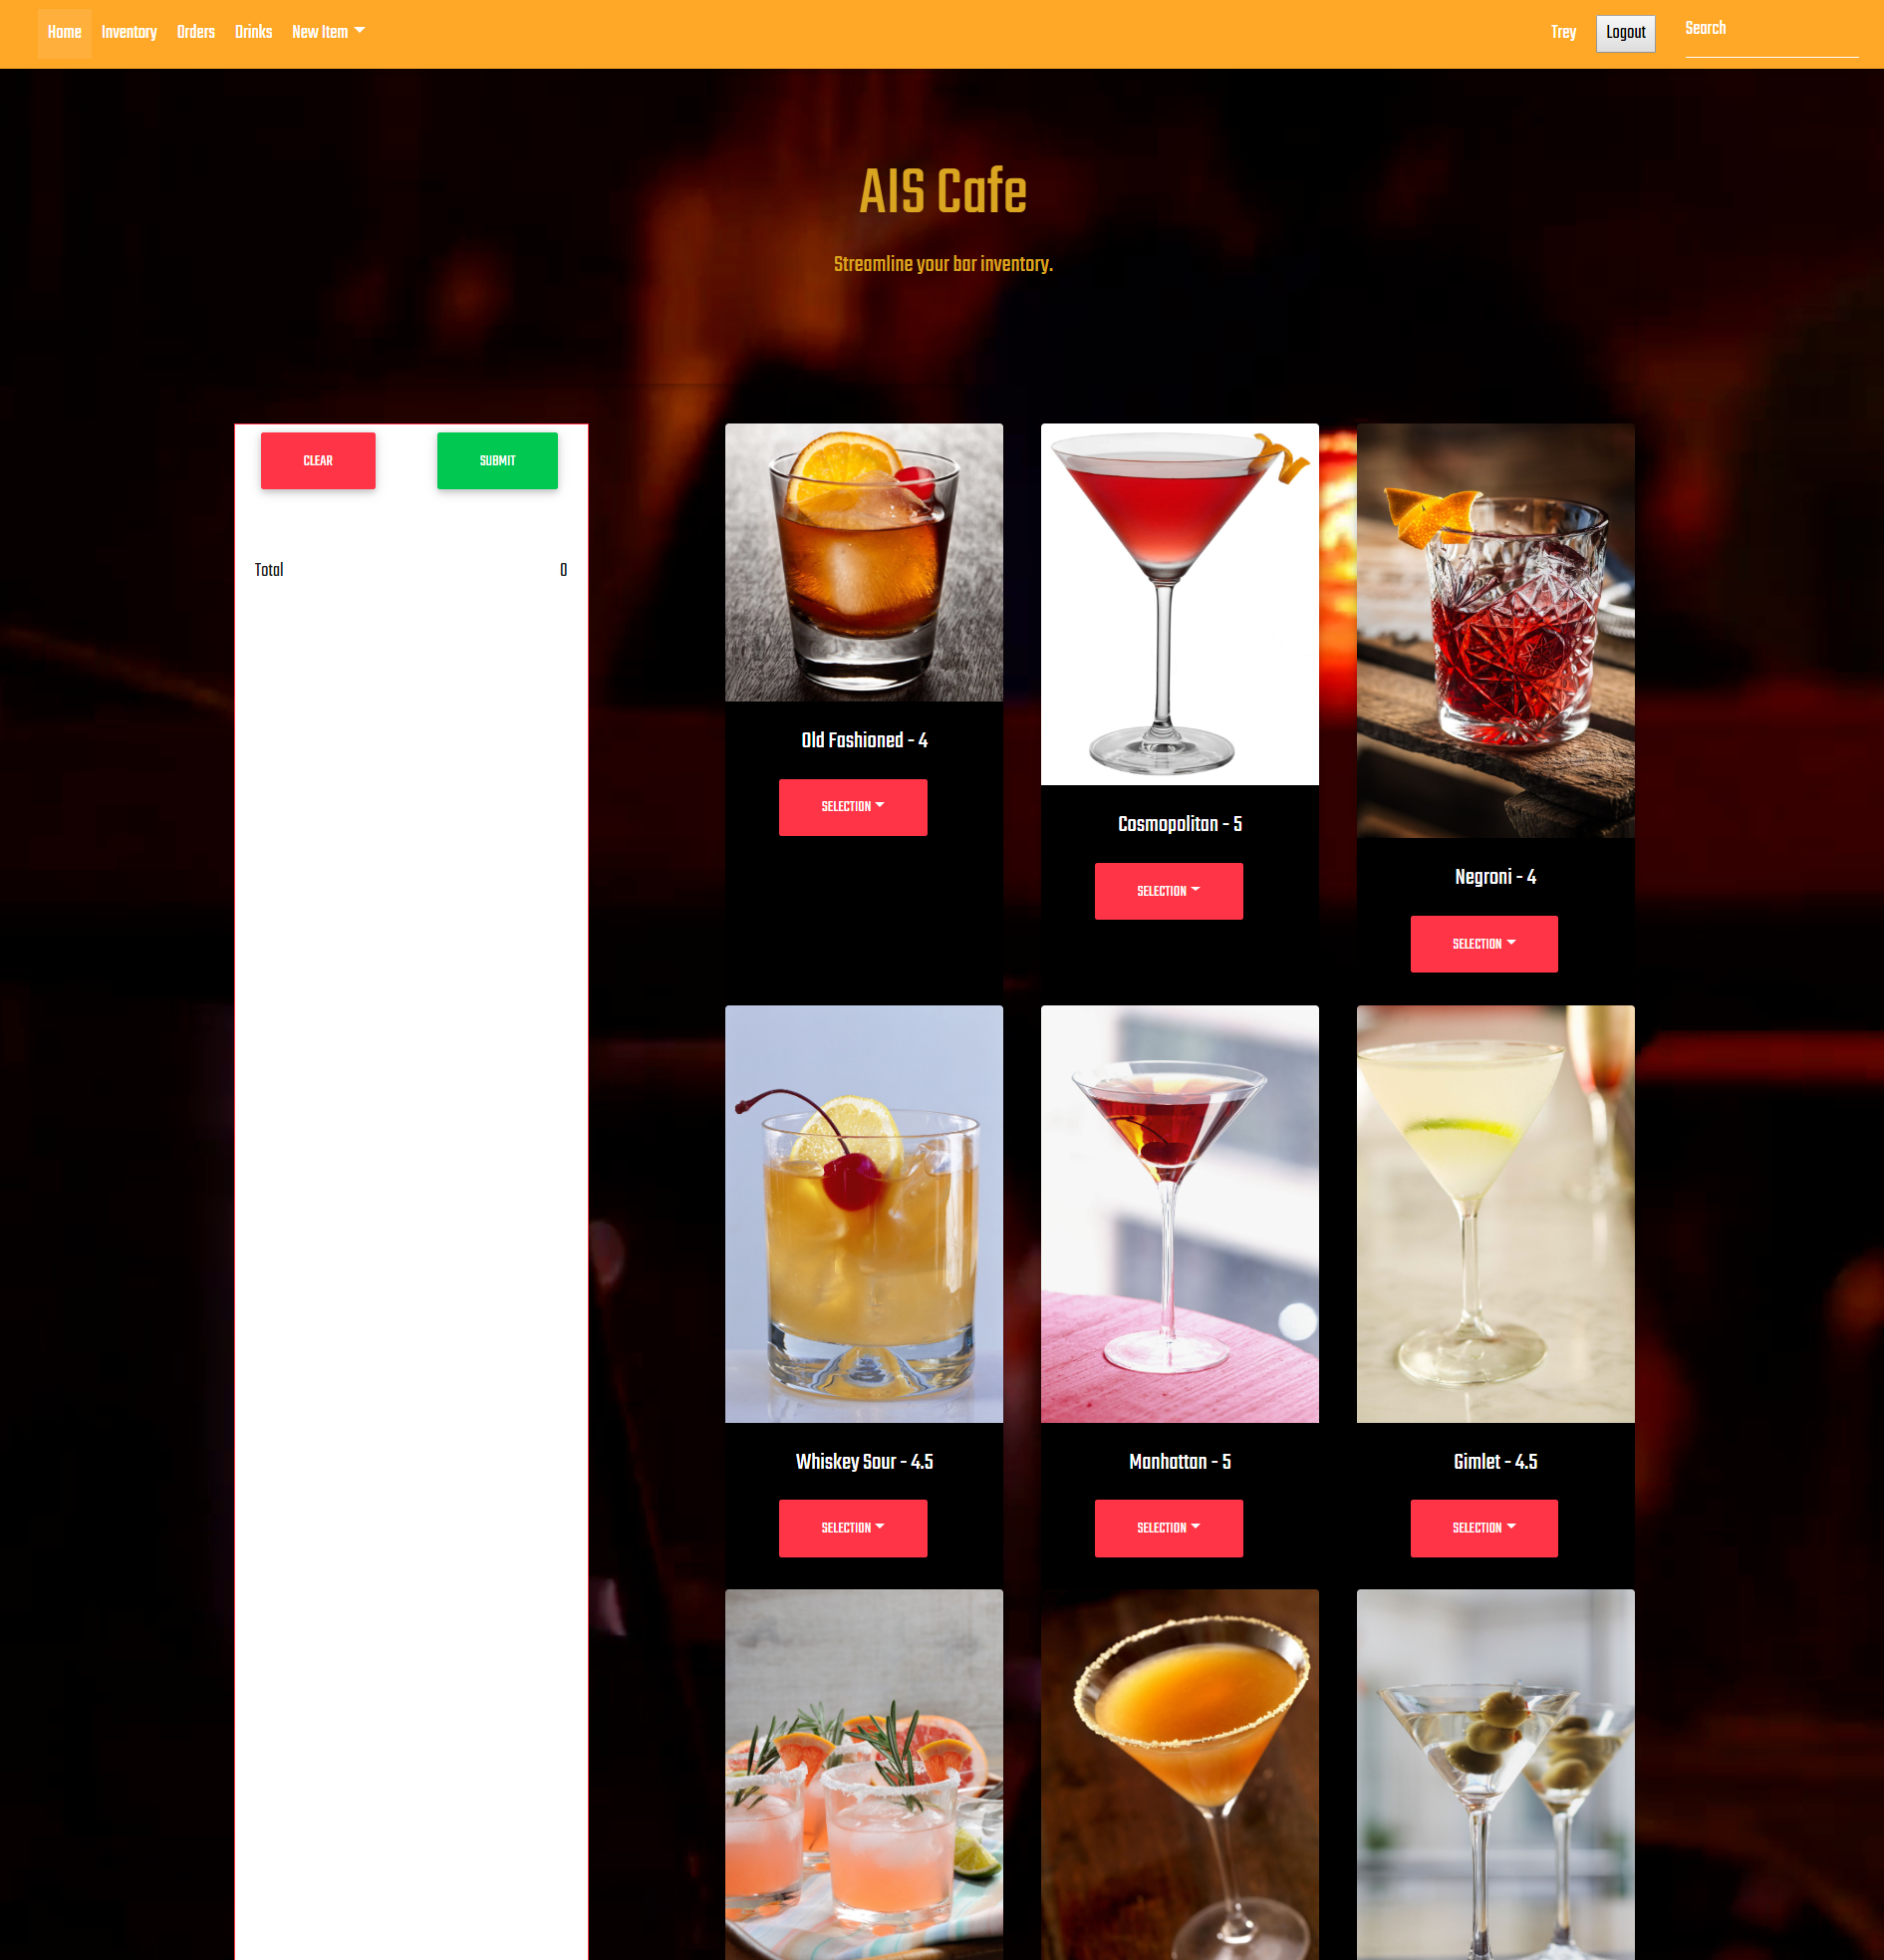 Home Inventory Orders Drinks New Item Trey Logout Search
AIS Cafe
Streamline your bar inventory.
CLEAR SUBMIT
Total 0
Old Fashioned - 4
SELECTION
Cosmopolitan - 5
SELECTION
Negroni - 4
SELECTION
Whiskey Sour - 4.5
SELECTION
Manhattan - 5
SELECTION
Gimlet - 4.5
SELECTION